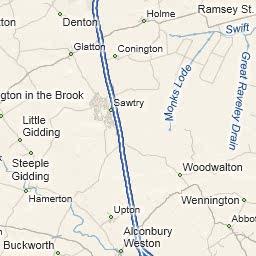 Ramsey St.
Holme
Denton
Swift
Glatton
Conington
ngton in the Brook
Sawtry
Monks Lode
Great Raveley Drain
Little
Gidding
Steeple
Gidding
Woodwalton
Hamerton
Wennington
Upton
Abbot
Alconbury
Weston
Buckworth